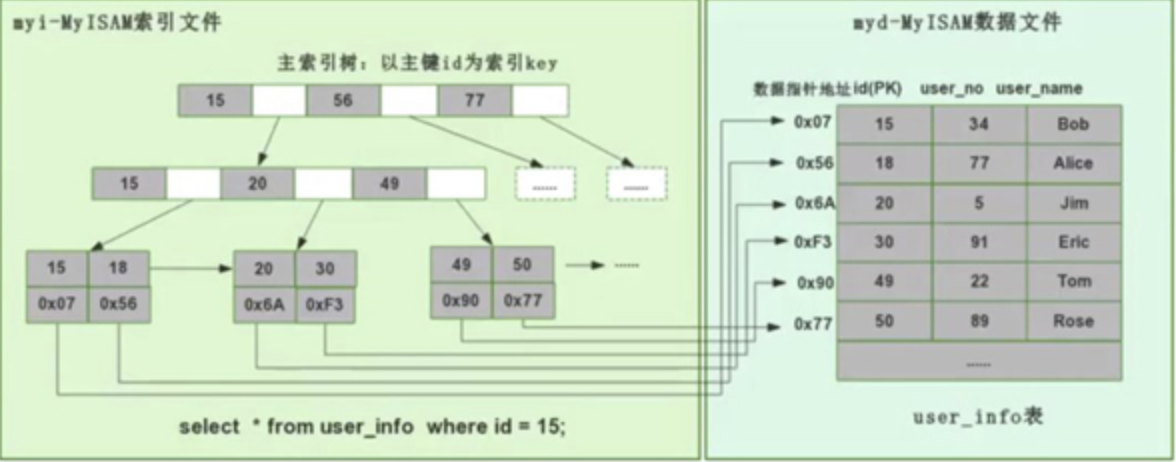 myi-MyISAM索引文件
主索引树: 以主键id为索引key
15 56 77
15 20 49
...... ......
15 18
0x07 0x56
20 30
0x6A 0xF3
49 50
0x90 0x77
......
select * from user_info where id = 15;
myd-MyISAM数据文件
数据指针地址 id(PK) user_no user_name
0x07 15 34 Bob
0x56 18 77 Alice
0x6A 20 5 Jim
0xF3 30 91 Eric
0x90 49 22 Tom
0x77 50 89 Rose
......
user_info表